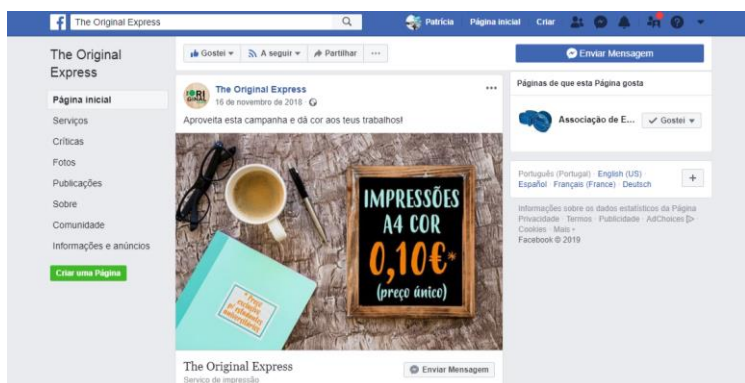 The Original Express
Patrícia Página inicial Criar
The Original
Express
Página inicial
Serviços
Críticas
Fotos
Publicações
Sobre
Comunidade
Informações e anúncios
Criar uma Página
Gostei A seguir Partilhar ...
The Original Express
16 de novembro de 2018
Aproveita esta campanha e dá cor aos teus trabalhos!
IMPRESSÕES
A4 COR
0,10€*
(preço único)
* Preço
exclusivo
p/ estudantes
universitários
The Original Express
Serviço de impressão
Enviar Mensagem
Enviar Mensagem
Páginas de que esta Página gosta
Associação de E... Gostei
Português (Portugal) · English (US)
Español · Français (France) · Deutsch
Informações sobre os dados estatísticos da Página
Privacidade · Termos · Publicidade · AdChoices
Cookies · Mais
Facebook © 2019